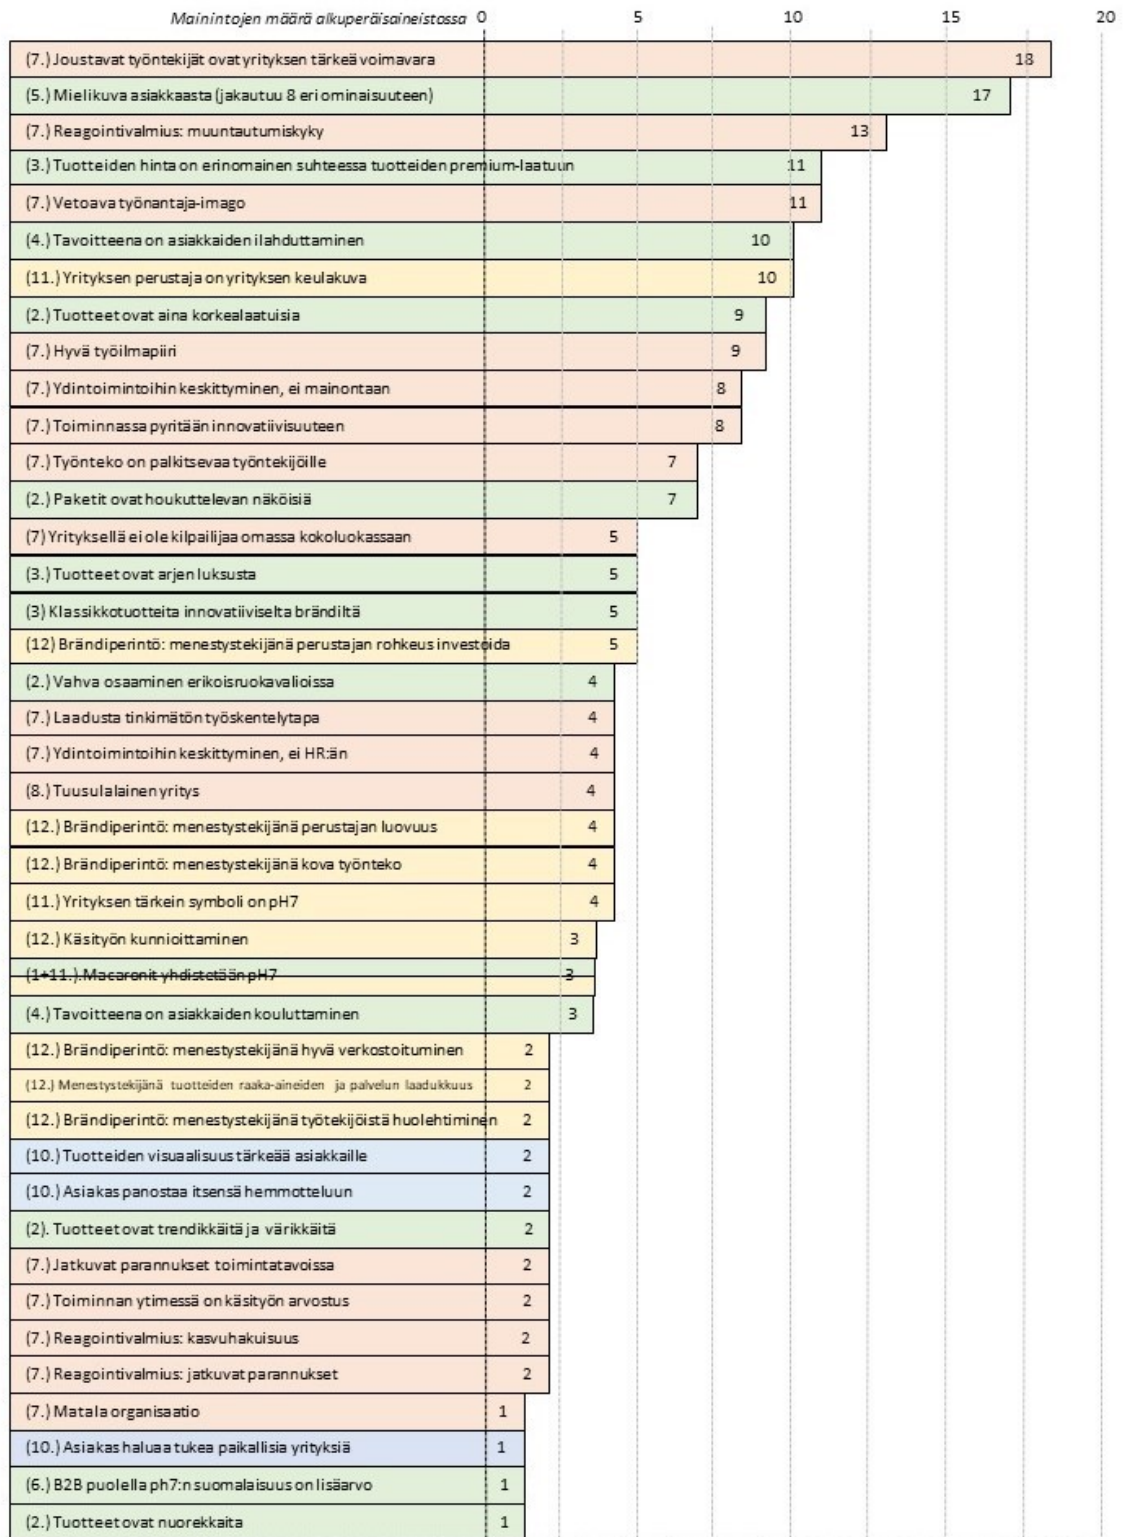 Mainintojen määrä alkuperäisaineistossa 0 5 10 15 20
(7.) Joustavat työntekijät ovat yrityksen tärkeä voimavara 18
(5.) Mielikuva asiakkaasta (jakautuu 8 eri ominaisuuteen) 17
(7.) Reagointivalmius: muuntautumiskyky 13
(3.) Tuotteiden hinta on erinomainen suhteessa tuotteiden premium-laatuun 11
(7.) Vetoava työnantaja-imago 11
(4.) Tavoitteena on asiakkaiden ilahduttaminen 10
(11.) Yrityksen perustaja on yrityksen keulakuva 10
(2.) Tuotteet ovat aina korkealaatuisia 9
(7.) Hyvä työilmapiiri 9
(7.) Ydintoimintoihin keskittyminen, ei mainontaan 8
(7.) Toiminnassa pyritään innovatiivisuuteen 8
(7.) Työnteko on palkitsevaa työntekijöille 7
(2.) Paketit ovat houkuttelevan näköisiä 7
(7) Yrityksellä ei ole kilpailijaa omassa kokoluokassaan 5
(3.) Tuotteet ovat arjen luksusta 5
(3) Klassikkotuotteita innovatiiviselta brändiltä 5
(12) Brändiperintö: menestystekijänä perustajan rohkeus investoida 5
(2.) Vahva osaaminen erikoisruokavalioissa 4
(7.) Laadusta tinkimätön työskentelytapa 4
(7.) Ydintoimintoihin keskittyminen, ei HR:än 4
(8.) Tuusulalainen yritys 4
(12.) Brändiperintö: menestystekijänä perustajan luovuus 4
(12.) Brändiperintö: menestystekijänä kova työnteko 4
(11.) Yrityksen tärkein symboli on pH7 4
(12.) Käsityön kunnioittaminen 3
(1+11.) Macaronit yhdistetään pH7 3
(4.) Tavoitteena on asiakkaiden kouluttaminen 3
(12.) Brändiperintö: menestystekijänä hyvä verkostoituminen 2
(12.) Menestystekijänä tuotteiden raaka-aineiden ja palvelun laadukkuus 2
(12.) Brändiperintö: menestystekijänä työtekijöistä huolehtiminen 2
(10.) Tuotteiden visuaalisuus tärkeää asiakkaille 2
(10.) Asiakas panostaa itsensä hemmotteluun 2
(2). Tuotteet ovat trendikkäitä ja värikkäitä 2
(7.) Jatkuvat parannukset toimintatavoissa 2
(7.) Toiminnan ytimessä on käsityön arvostus 2
(7.) Reagointivalmius: kasvuhakuisuus 2
(7.) Reagointivalmius: jatkuvat parannukset 2
(7.) Matala organisaatio 1
(10.) Asiakas haluaa tukea paikallisia yrityksiä 1
(6.) B2B puolella ph7:n suomalaisuus on lisäarvo 1
(2.) Tuotteet ovat nuorekkaita 1